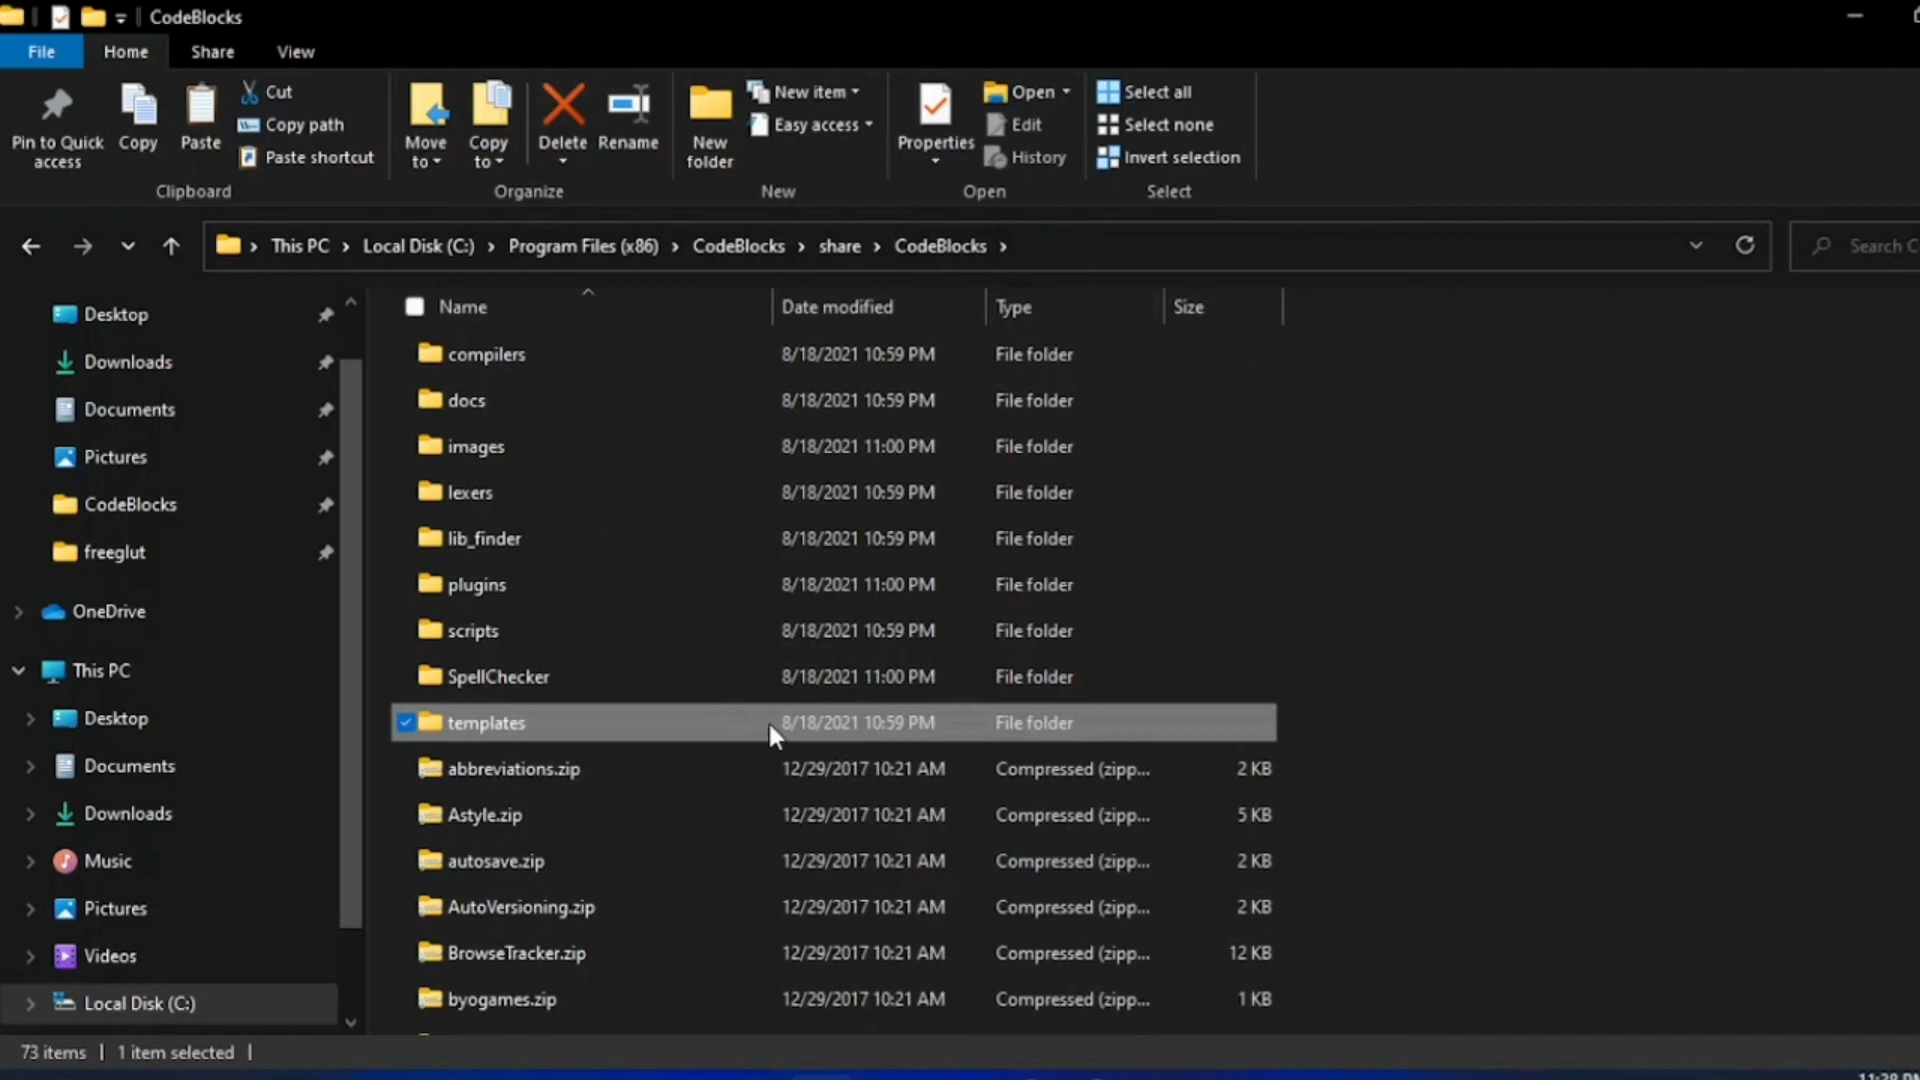 CodeBlocks
File Home Share View
Pin to Quick access
Copy
Paste
Cut
Copy path
Paste shortcut
Clipboard
Move to
Copy to
Delete
Rename
Organize
New folder
New item
Easy access
New
Properties
Open
Edit
History
Open
Select all
Select none
Invert selection
Select
This PC > Local Disk (C:) > Program Files (x86) > CodeBlocks > share > CodeBlocks >
Search C
Desktop
Downloads
Documents
Pictures
CodeBlocks
freeglut
OneDrive
This PC
Desktop
Documents
Downloads
Music
Pictures
Videos
Local Disk (C:)
Name Date modified Type Size
compilers 8/18/2021 10:59 PM File folder
docs 8/18/2021 10:59 PM File folder
images 8/18/2021 11:00 PM File folder
lexers 8/18/2021 10:59 PM File folder
lib_finder 8/18/2021 10:59 PM File folder
plugins 8/18/2021 11:00 PM File folder
scripts 8/18/2021 10:59 PM File folder
SpellChecker 8/18/2021 11:00 PM File folder
templates 8/18/2021 10:59 PM File folder
abbreviations.zip 12/29/2017 10:21 AM Compressed (zipp... 2 KB
Astyle.zip 12/29/2017 10:21 AM Compressed (zipp... 5 KB
autosave.zip 12/29/2017 10:21 AM Compressed (zipp... 2 KB
AutoVersioning.zip 12/29/2017 10:21 AM Compressed (zipp... 2 KB
BrowseTracker.zip 12/29/2017 10:21 AM Compressed (zipp... 12 KB
byogames.zip 12/29/2017 10:21 AM Compressed (zipp... 1 KB
73 items | 1 item selected |